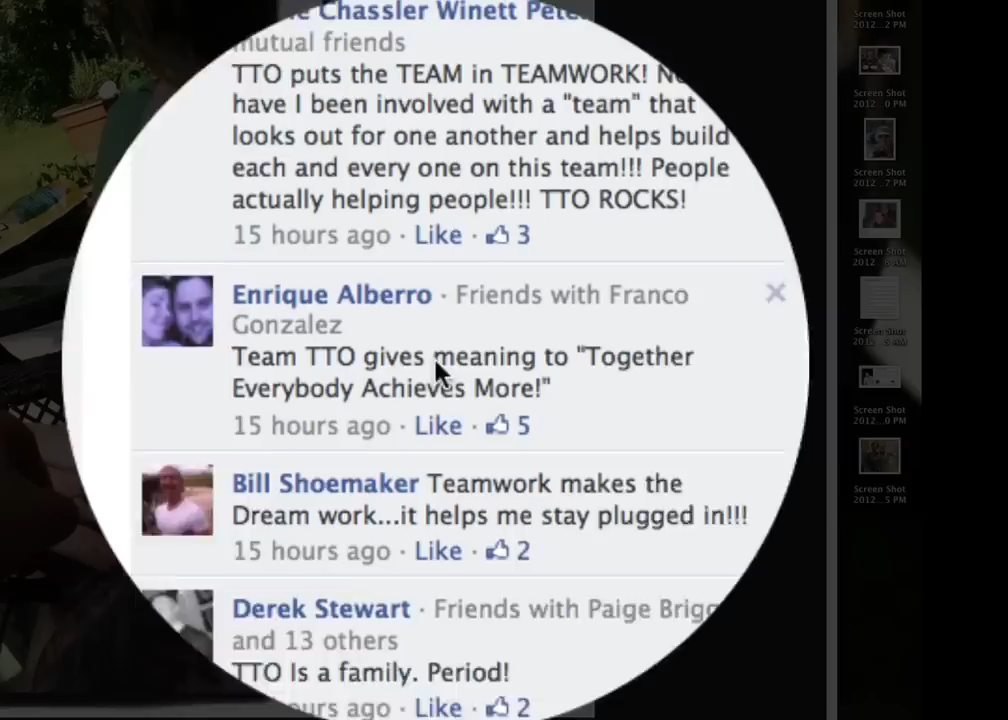 Chassler Winett Pete
mutual friends
TTO puts the TEAM in TEAMWORK!
have I been involved with a "team" that
looks out for one another and helps build
each and every one on this team!!! People
actually helping people!!! TTO ROCKS!
15 hours ago · Like · 3
Enrique Alberro · Friends with Franco
Gonzalez
Team TTO gives meaning to "Together
Everybody Achieves More!"
15 hours ago · Like · 5
Bill Shoemaker Teamwork makes the
Dream work...it helps me stay plugged in!!!
15 hours ago · Like · 2
Derek Stewart · Friends with Paige Brigg
and 13 others
TTO Is a family. Period!
hours ago · Like · 2
Screen Shot
2012...2 PM
Screen Shot
2012...0 PM
Screen Shot
2012...7 PM
Screen Shot
2012...8 AM
Screen Shot
2012...5 AM
Screen Shot
2012...0 PM
Screen Shot
2012...5 PM